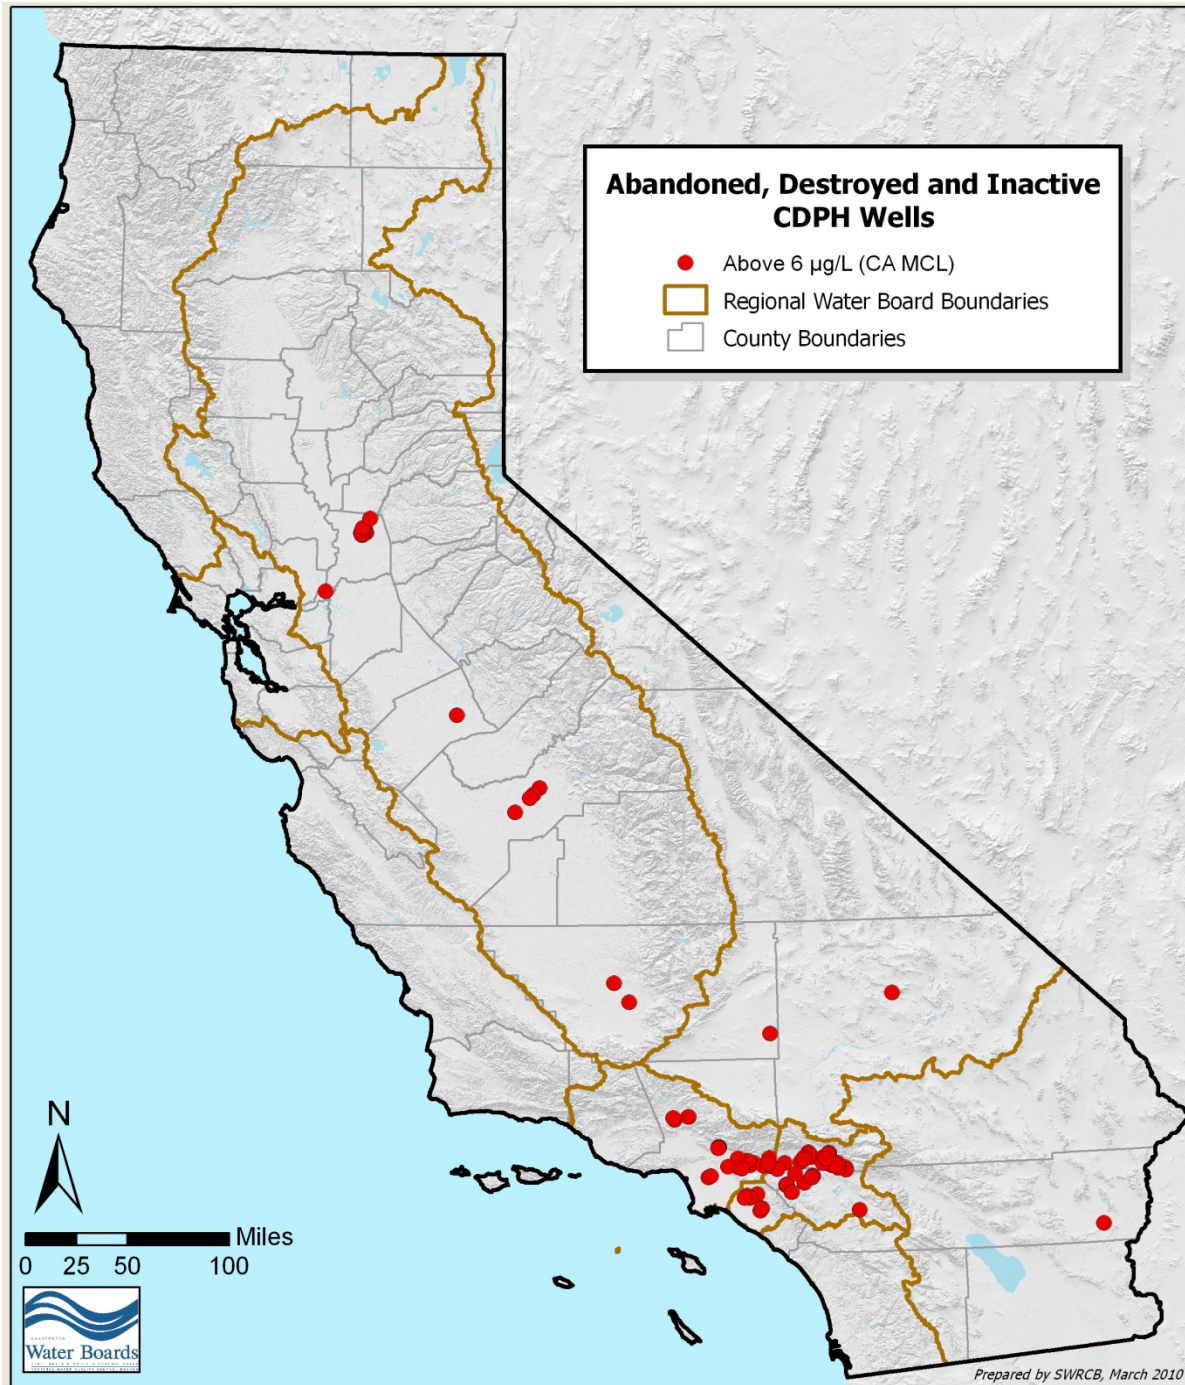 Abandoned, Destroyed and Inactive
CDPH Wells
Above 6 µg/L (CA MCL)
Regional Water Board Boundaries
County Boundaries
N
Miles
0 25 50 100
CALIFORNIA
Water Boards
Prepared by SWRCB, March 2010